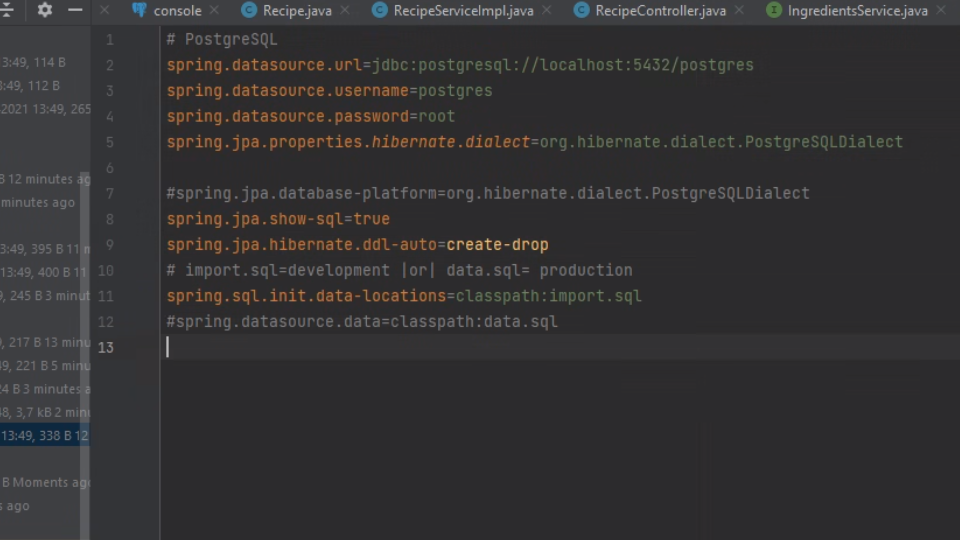 console Recipe.java RecipeServiceImpl.java RecipeController.java IngredientsService.java
1 # PostgreSQL
2 spring.datasource.url=jdbc:postgresql://localhost:5432/postgres
3 spring.datasource.username=postgres
4 spring.datasource.password=root
5 spring.jpa.properties.hibernate.dialect=org.hibernate.dialect.PostgreSQLDialect
6
7 #spring.jpa.database-platform=org.hibernate.dialect.PostgreSQLDialect
8 spring.jpa.show-sql=true
9 spring.jpa.hibernate.ddl-auto=create-drop
10 # import.sql=development |or| data.sql= production
11 spring.sql.init.data-locations=classpath:import.sql
12 #spring.datasource.data=classpath:data.sql
13
3:49, 114 B
:49, 112 B
2021 13:49, 265
B 12 minutes ag
minutes ago
3:49, 395 B 11
13:49, 400 B 11
9, 245 B 3 minut
, 217 B 13 minu
49, 221 B 5 minu
24 B 3 minutes a
48, 3,7 kB 2 min
13:49, 338 B 12
B Moments ago
s ago